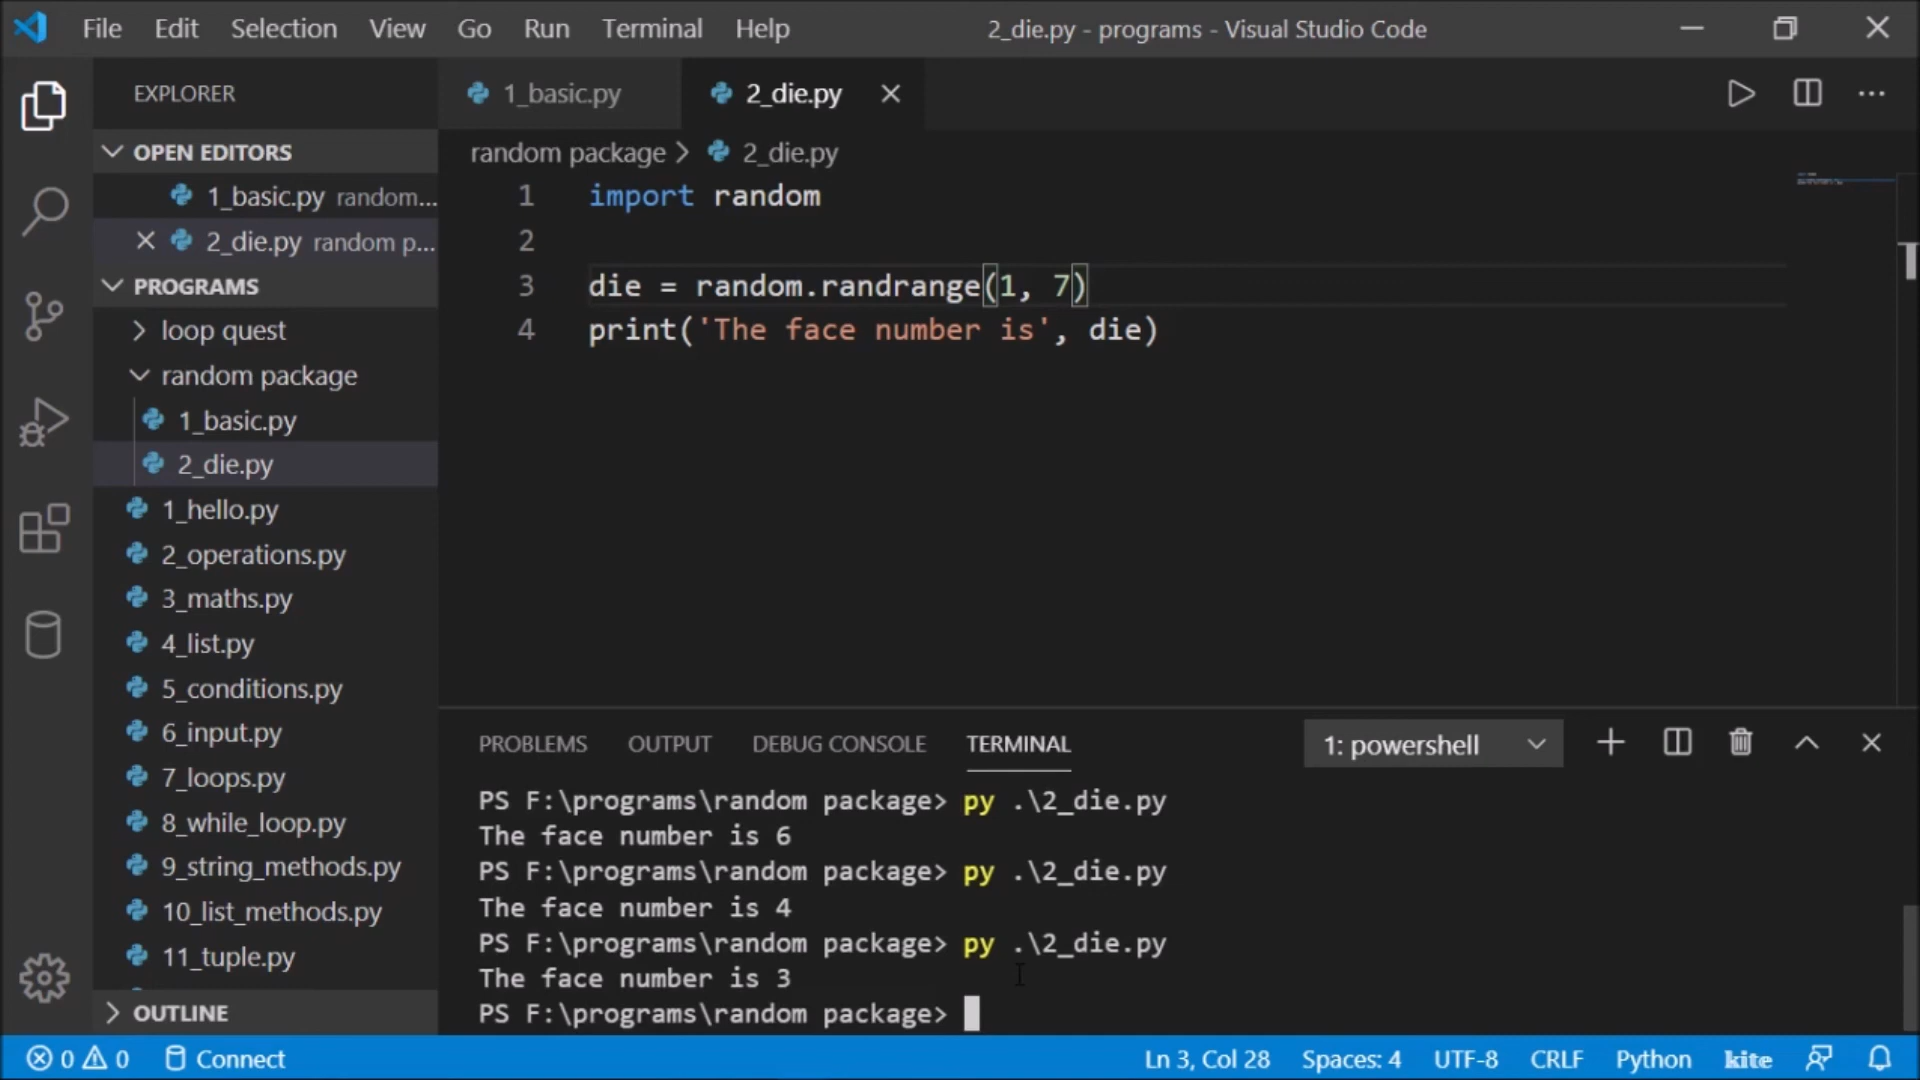 File Edit Selection View Go Run Terminal Help 2_die.py - programs - Visual Studio Code
EXPLORER
OPEN EDITORS
1_basic.py random...
2_die.py random p...
PROGRAMS
loop quest
random package
1_basic.py
2_die.py
1_hello.py
2_operations.py
3_maths.py
4_list.py
5_conditions.py
6_input.py
7_loops.py
8_while_loop.py
9_string_methods.py
10_list_methods.py
11_tuple.py
OUTLINE
1_basic.py 2_die.py
random package > 2_die.py
1 import random
2
3 die = random.randrange(1, 7)
4 print('The face number is', die)
PROBLEMS OUTPUT DEBUG CONSOLE TERMINAL 1: powershell
PS F:\programs\random package> py .\2_die.py
The face number is 6
PS F:\programs\random package> py .\2_die.py
The face number is 4
PS F:\programs\random package> py .\2_die.py
The face number is 3
PS F:\programs\random package>
0 0 Connect Ln 3, Col 28 Spaces: 4 UTF-8 CRLF Python kite